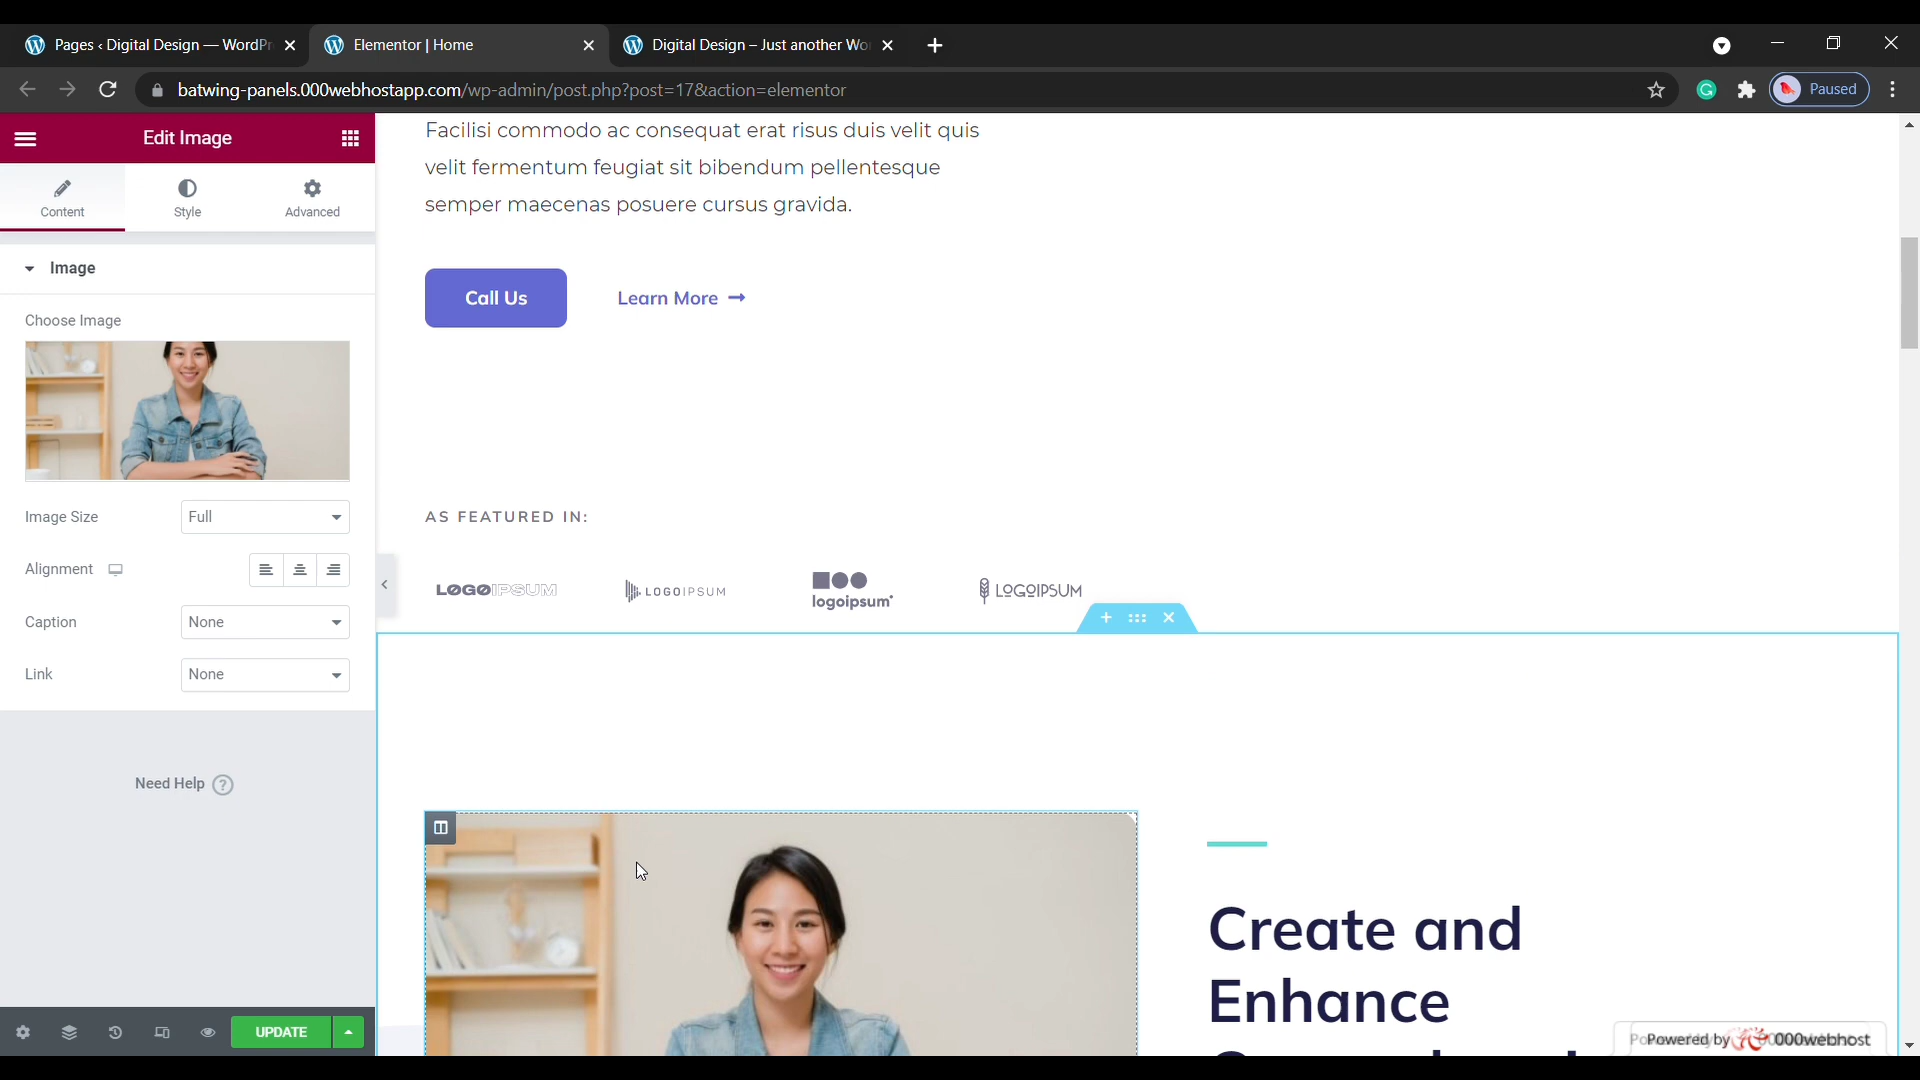 Pages ‹ Digital Design — WordPr
Elementor | Home
Digital Design – Just another Wo
batwing-panels.000webhostapp.com/wp-admin/post.php?post=17&action=elementor
Paused
Edit Image
Content
Style
Advanced
Image
Choose Image
Image Size
Full
Alignment
Caption
None
Link
None
Need Help ?
UPDATE
Facilisi commodo ac consequat erat risus duis velit quis
velit fermentum feugiat sit bibendum pellentesque
semper maecenas posuere cursus gravida.
Call Us
Learn More →
AS FEATURED IN:
LOGOIPSUM
LOGOIPSUM
logoipsum
LOGOIPSUM
Create and
Enhance
Powered by 000webhost